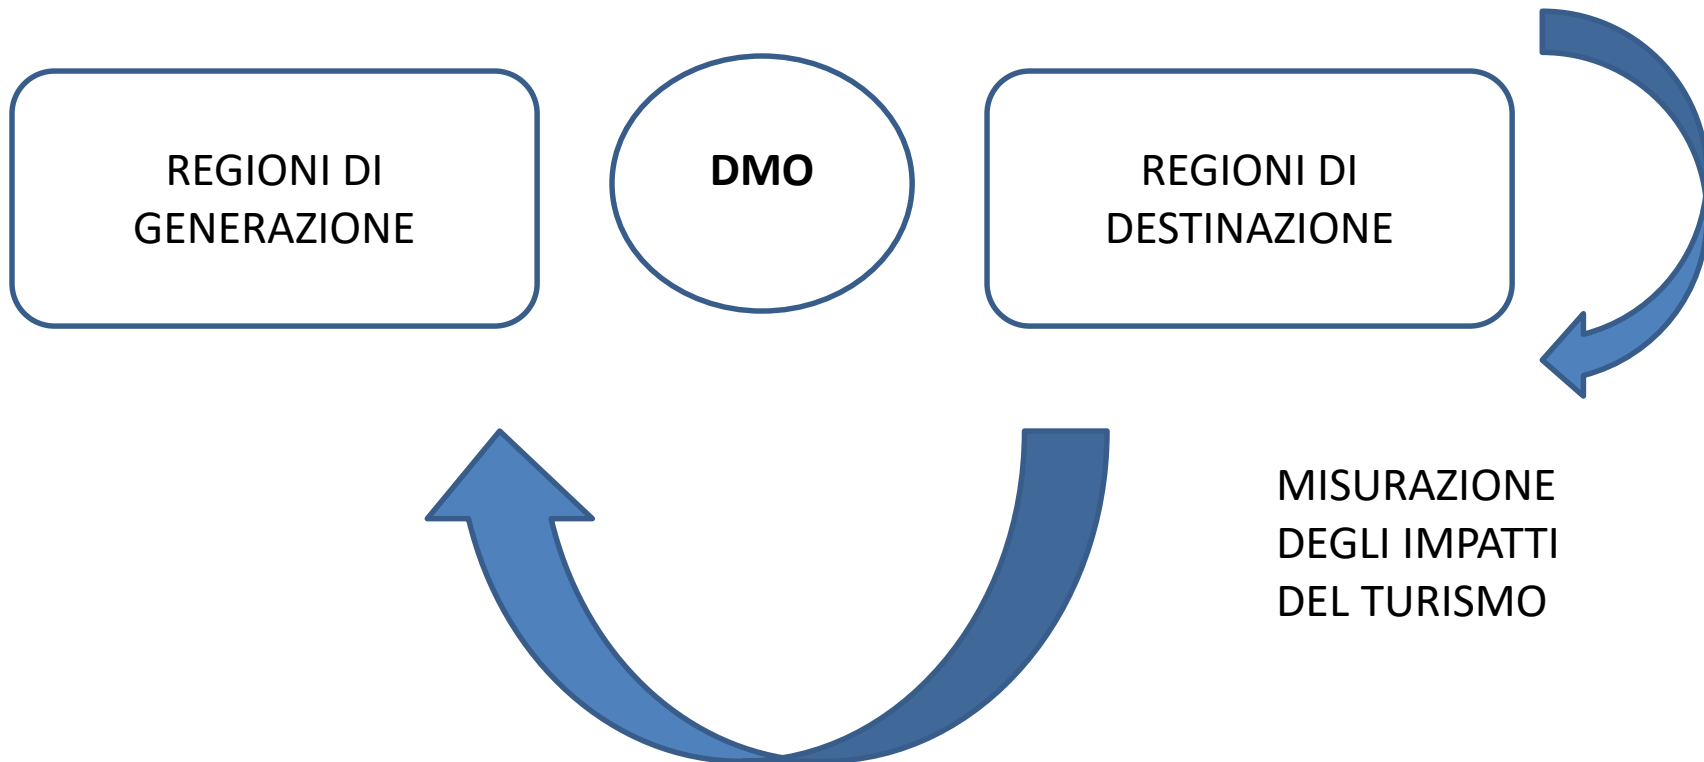 REGIONI DI
GENERAZIONE
DMO
REGIONI DI
DESTINAZIONE
MISURAZIONE
DEGLI IMPATTI
DEL TURISMO